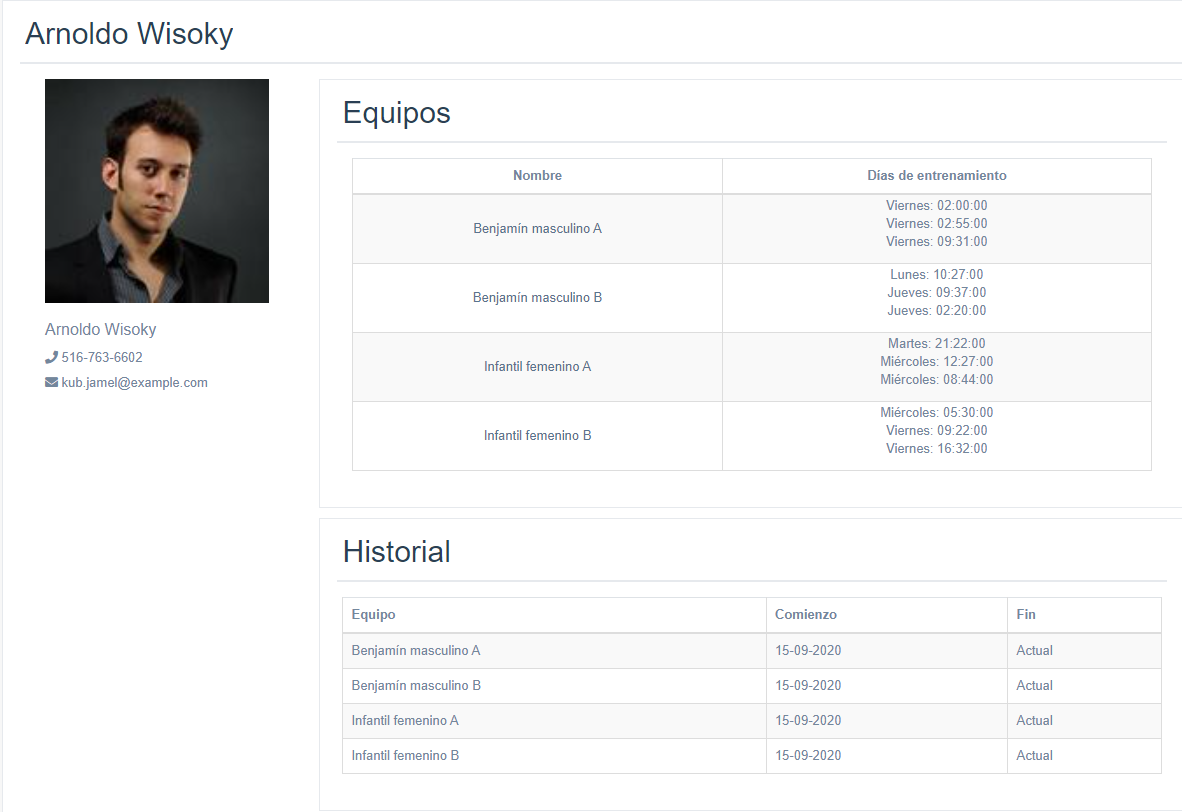 Arnoldo Wisoky
Arnoldo Wisoky
516-763-6602
kub.jamel@example.com
Equipos
Nombre Días de entrenamiento
Benjamín masculino A
Viernes: 02:00:00
Viernes: 02:55:00
Viernes: 09:31:00
Benjamín masculino B
Lunes: 10:27:00
Jueves: 09:37:00
Jueves: 02:20:00
Infantil femenino A
Martes: 21:22:00
Miércoles: 12:27:00
Miércoles: 08:44:00
Infantil femenino B
Miércoles: 05:30:00
Viernes: 09:22:00
Viernes: 16:32:00
Historial
Equipo Comienzo Fin
Benjamín masculino A 15-09-2020 Actual
Benjamín masculino B 15-09-2020 Actual
Infantil femenino A 15-09-2020 Actual
Infantil femenino B 15-09-2020 Actual